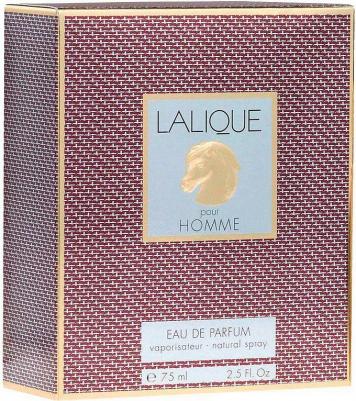 LALIQUE
pour
HOMME
EAU DE PARFUM
vaporisateur - natural spray
℮ 75 ml 2.5 Fl. Oz